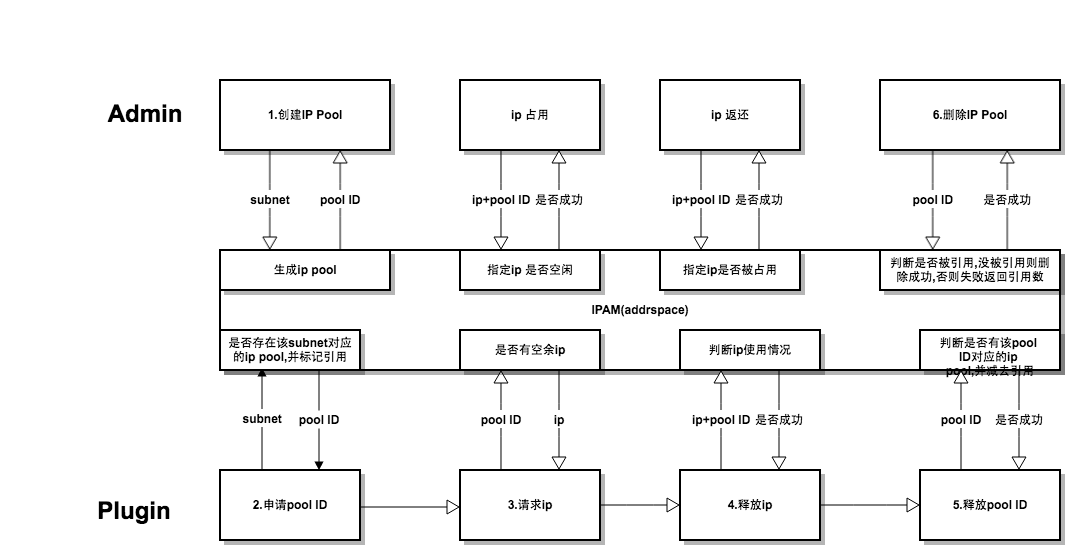 Admin
1.创建IP Pool
ip 占用
ip 返还
6.删除IP Pool
subnet
pool ID
ip+pool ID
是否成功
ip+pool ID
是否成功
pool ID
是否成功
生成ip pool
指定ip 是否空闲
指定ip是否被占用
判断是否被引用,没被引用则删
除成功,否则失败返回引用数
IPAM(addrspace)
是否存在该subnet对应
的ip pool,并标记引用
是否有空余ip
判断ip使用情况
判断是否有该pool
ID对应的ip
pool,并减去引用
subnet
pool ID
pool ID
ip
ip+pool ID
是否成功
pool ID
是否成功
Plugin
2.申请pool ID
3.请求ip
4.释放ip
5.释放pool ID